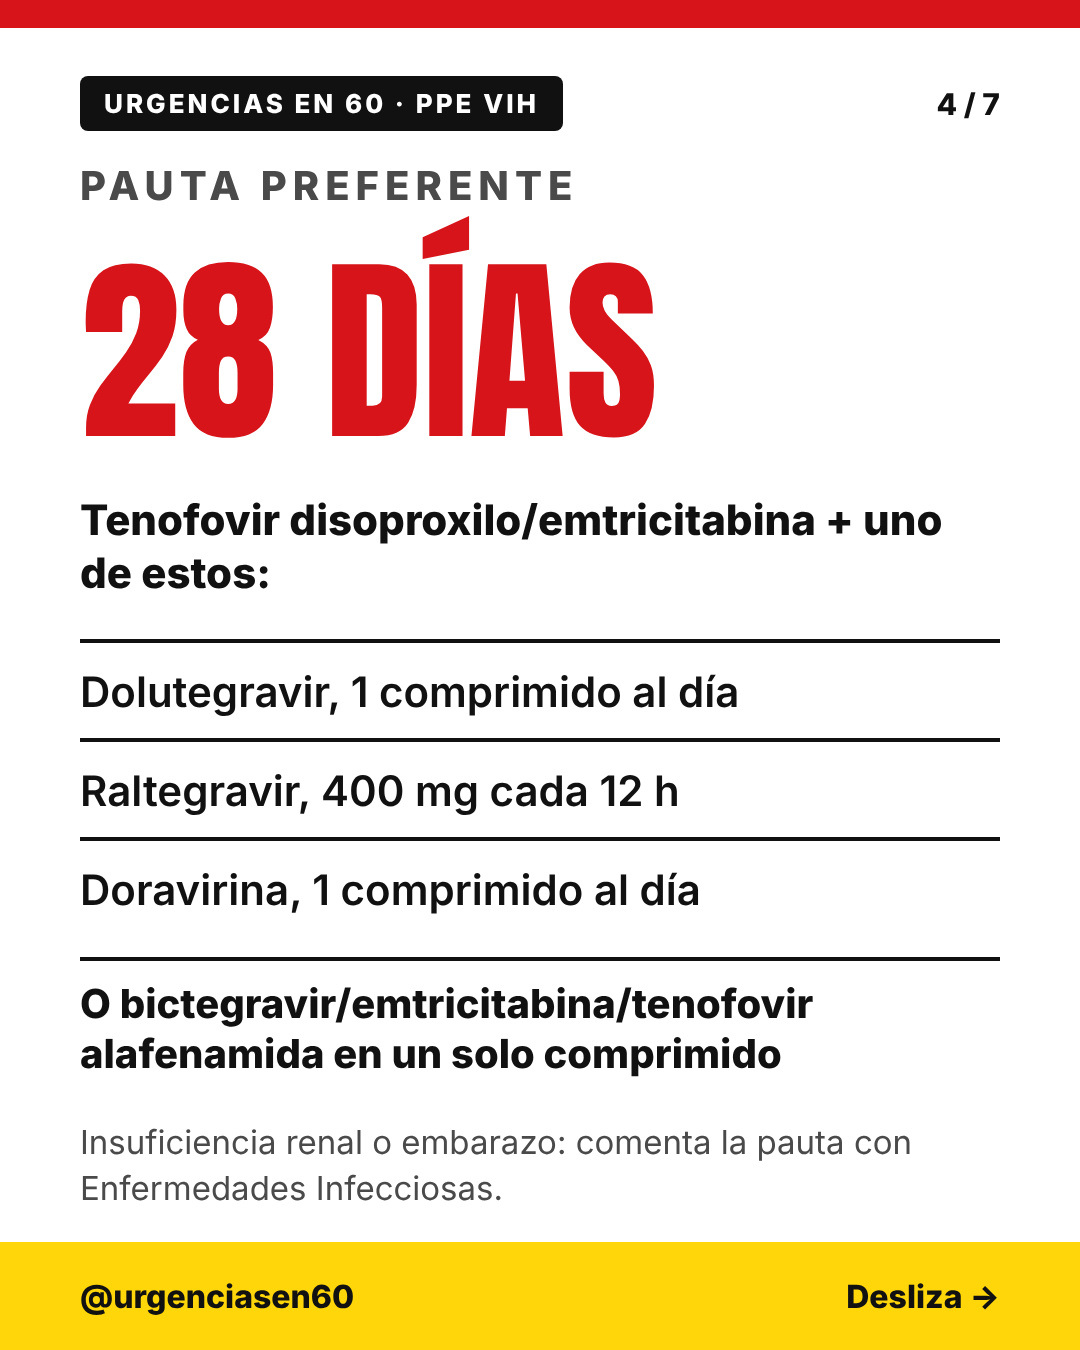 URGENCIAS EN 60 · PPE VIH
4 / 7
PAUTA PREFERENTE
28 DÍAS
Tenofovir disoproxilo/emtricitabina + uno
de estos:
Dolutegravir, 1 comprimido al día
Raltegravir, 400 mg cada 12 h
Doravirina, 1 comprimido al día
O bictegravir/emtricitabina/tenofovir
alafenamida en un solo comprimido
Insuficiencia renal o embarazo: comenta la pauta con
Enfermedades Infecciosas.
@urgenciasen60
Desliza →